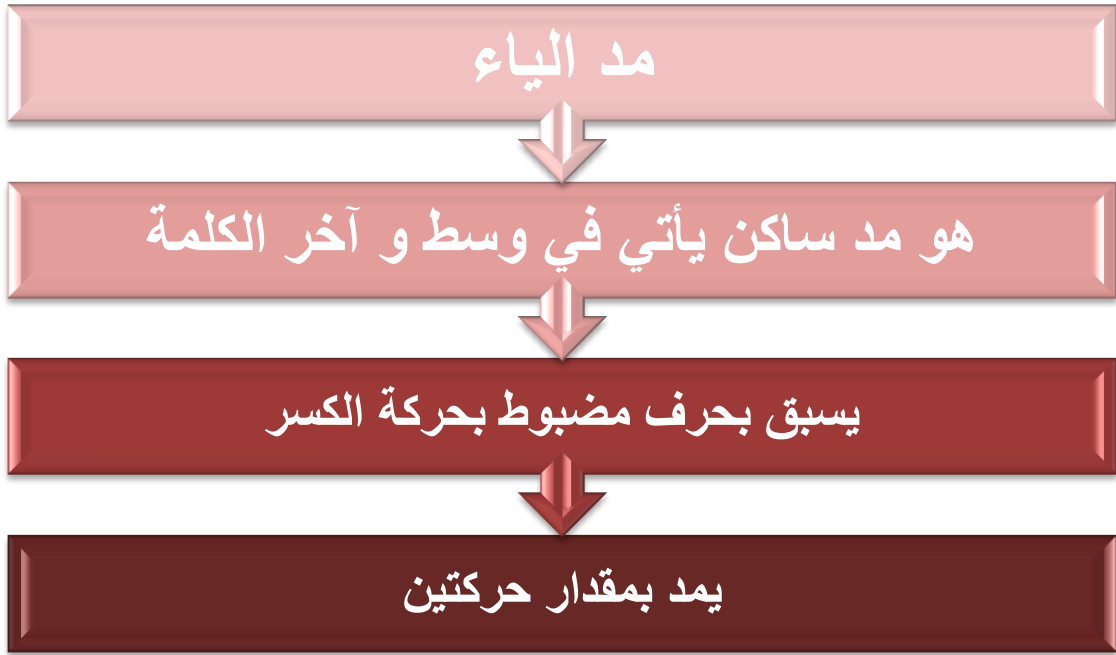 مد الياء
هو مد ساكن يأتي في وسط و آخر الكلمة
يسبق بحرف مضبوط بحركة الكسر
يمد بمقدار حركتين